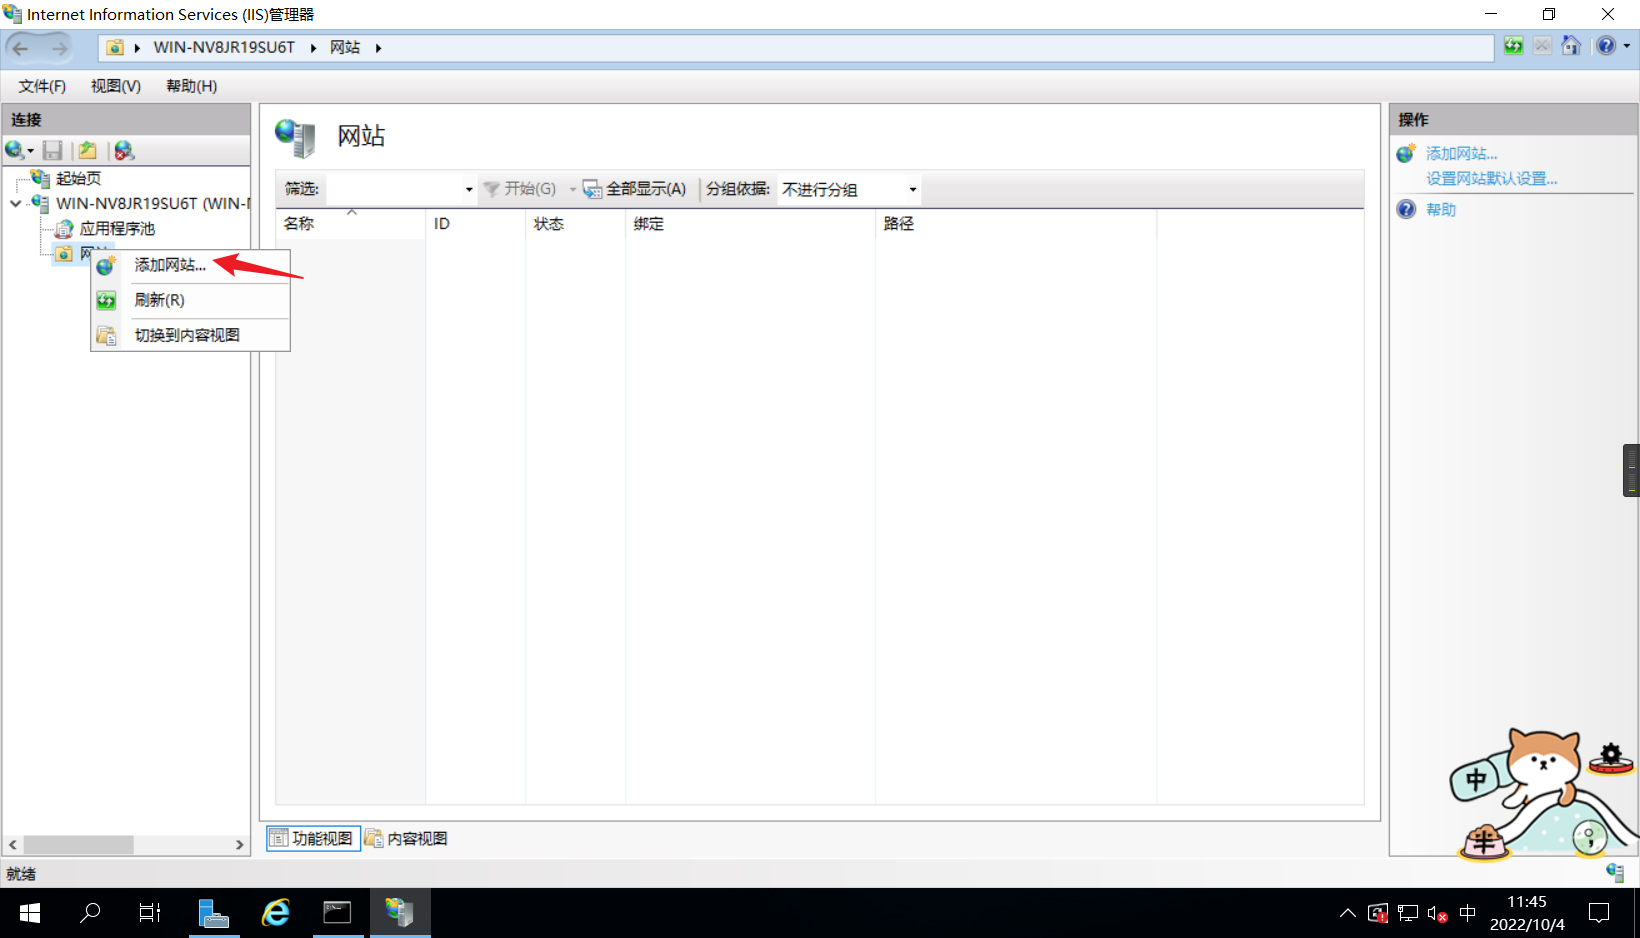 Internet Information Services (IIS)管理器
WIN-NV8JR19SU6T 网站
文件(F) 视图(V) 帮助(H)
连接
起始页
WIN-NV8JR19SU6T (WIN-
应用程序池
添加网站...
刷新(R)
切换到内容视图
网站
筛选: 开始(G) 全部显示(A) 分组依据: 不进行分组
名称 ID 状态 绑定 路径
功能视图 内容视图
操作
添加网站...
设置网站默认设置...
帮助
中
半
就绪
中
11:45
2022/10/4